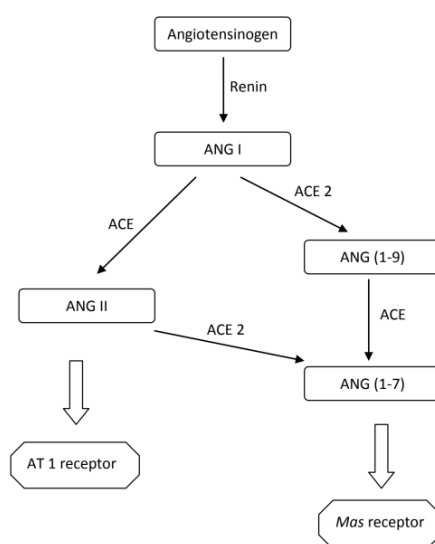 Angiotensinogen
Renin
ANG I
ACE 2
ACE
ANG (1-9)
ANG II
ACE
ACE 2
ANG (1-7)
AT 1 receptor
Mas receptor